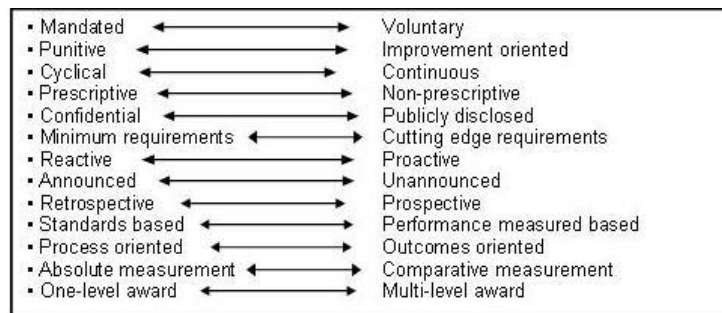 ▪ Mandated Voluntary
▪ Punitive Improvement oriented
▪ Cyclical Continuous
▪ Prescriptive Non-prescriptive
▪ Confidential Publicly disclosed
▪ Minimum requirements Cutting edge requirements
▪ Reactive Proactive
▪ Announced Unannounced
▪ Retrospective Prospective
▪ Standards based Performance measured based
▪ Process oriented Outcomes oriented
▪ Absolute measurement Comparative measurement
▪ One-level award Multi-level award